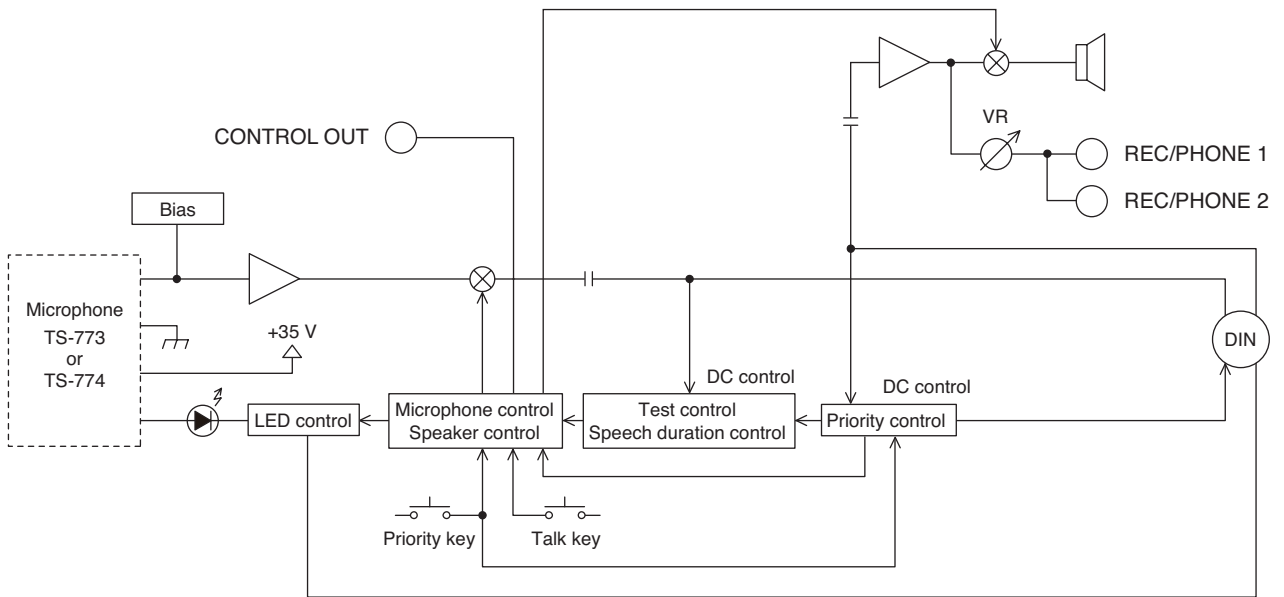 VR
CONTROL OUT
REC/PHONE 1
REC/PHONE 2
Bias
Microphone
TS-773
or
TS-774
+35 V
DIN
DC control
DC control
LED control
Microphone control
Speaker control
Test control
Speech duration control
Priority control
Priority key
Talk key